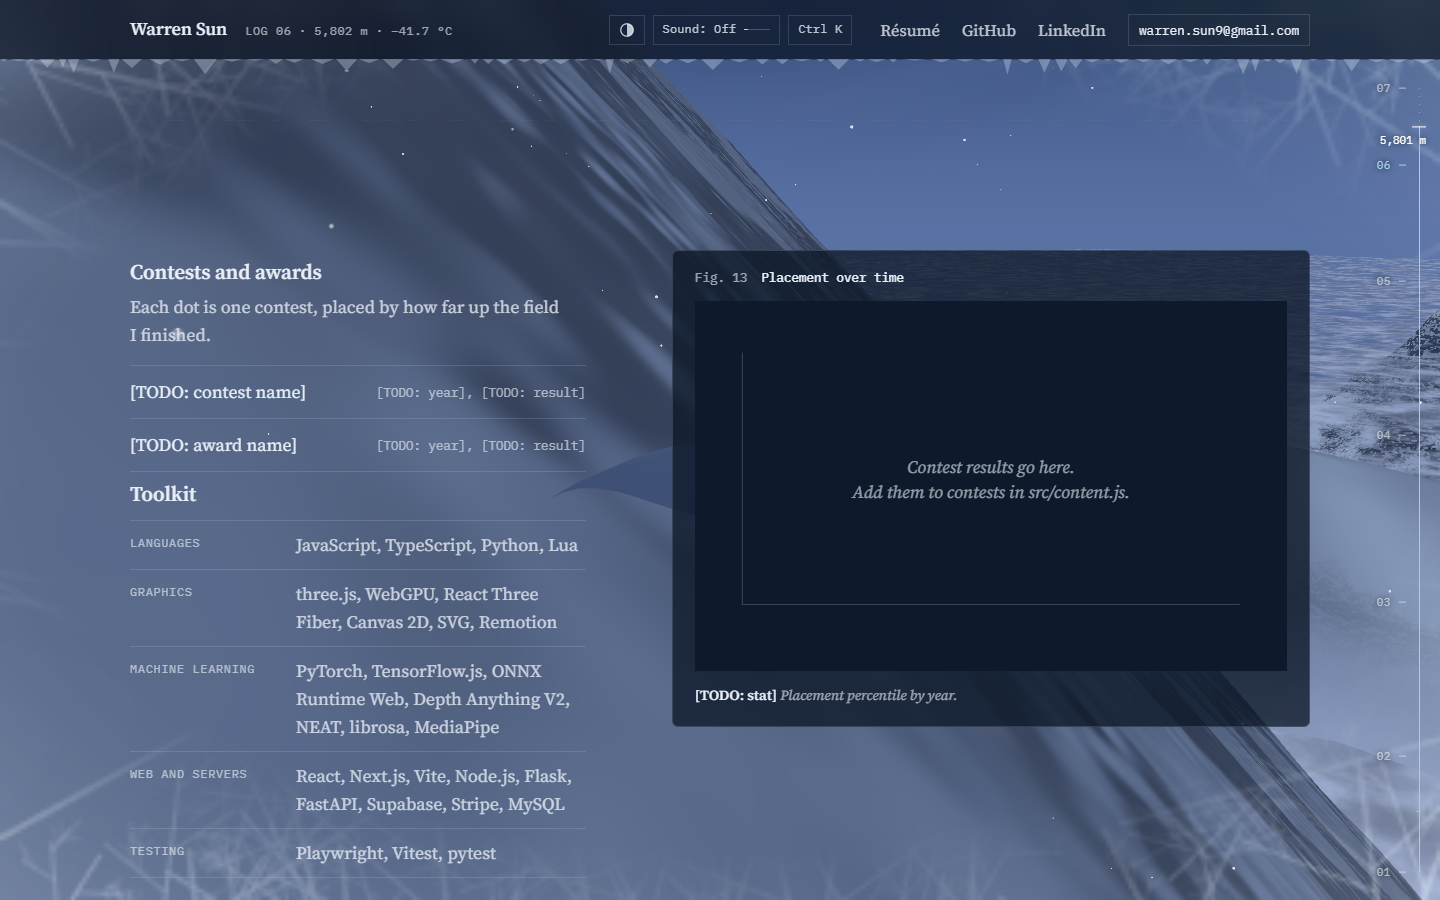 Warren Sun LOG 06 · 5,802 m · −41.7 °C Sound: Off Ctrl K Résumé GitHub LinkedIn warren.sun9@gmail.com
07
5,801 m
06
05
04
03
02
01
Contests and awards
Each dot is one contest, placed by how far up the field
I finished.
[TODO: contest name] [TODO: year], [TODO: result]
[TODO: award name] [TODO: year], [TODO: result]
Toolkit
LANGUAGES JavaScript, TypeScript, Python, Lua
GRAPHICS three.js, WebGPU, React Three
Fiber, Canvas 2D, SVG, Remotion
MACHINE LEARNING PyTorch, TensorFlow.js, ONNX
Runtime Web, Depth Anything V2,
NEAT, librosa, MediaPipe
WEB AND SERVERS React, Next.js, Vite, Node.js, Flask,
FastAPI, Supabase, Stripe, MySQL
TESTING Playwright, Vitest, pytest
Fig. 13 Placement over time
Contest results go here.
Add them to contests in src/content.js.
[TODO: stat] Placement percentile by year.